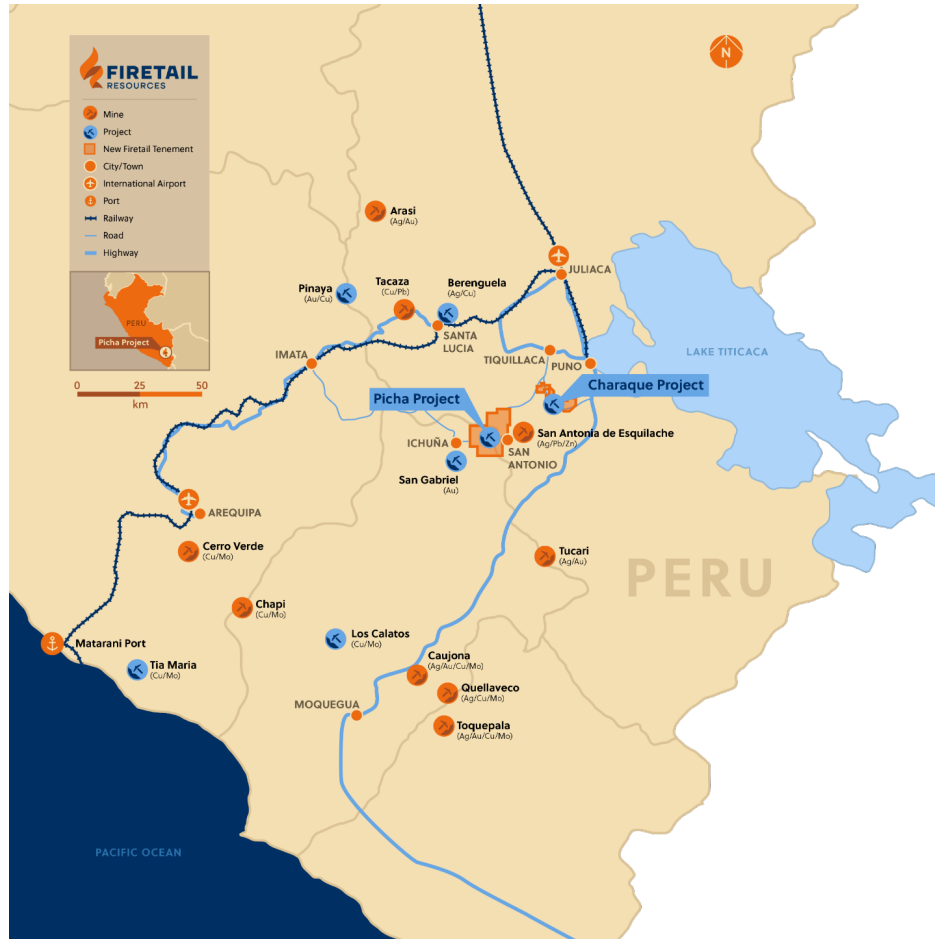 FIRETAIL
RESOURCES
Mine
Project
New Firetail Tenement
City/Town
International Airport
Port
Railway
Road
Highway
PERU
Picha Project
0 25 50
km
N
Arasi
(Ag/Au)
JULIACA
Pinaya
(Au/Cu)
Tacaza
(Cu/Pb)
Berenguela
(Ag/Cu)
SANTA
LUCIA
IMATA
TIQUILLACA
PUNO
LAKE TITICACA
Picha Project
Charaque Project
ICHUÑA
San Antonia de Esquilache
(Ag/Pb/Zn)
SAN
ANTONIO
San Gabriel
(Au)
AREQUIPA
Cerro Verde
(Cu/Mo)
Tucari
(Ag/Au)
PERU
Chapi
(Cu/Mo)
Los Calatos
(Cu/Mo)
Matarani Port
Tia Maria
(Cu/Mo)
Caujona
(Ag/Au/Cu/Mo)
Quellaveco
(Ag/Cu/Mo)
MOQUEGUA
Toquepala
(Ag/Au/Cu/Mo)
PACIFIC OCEAN